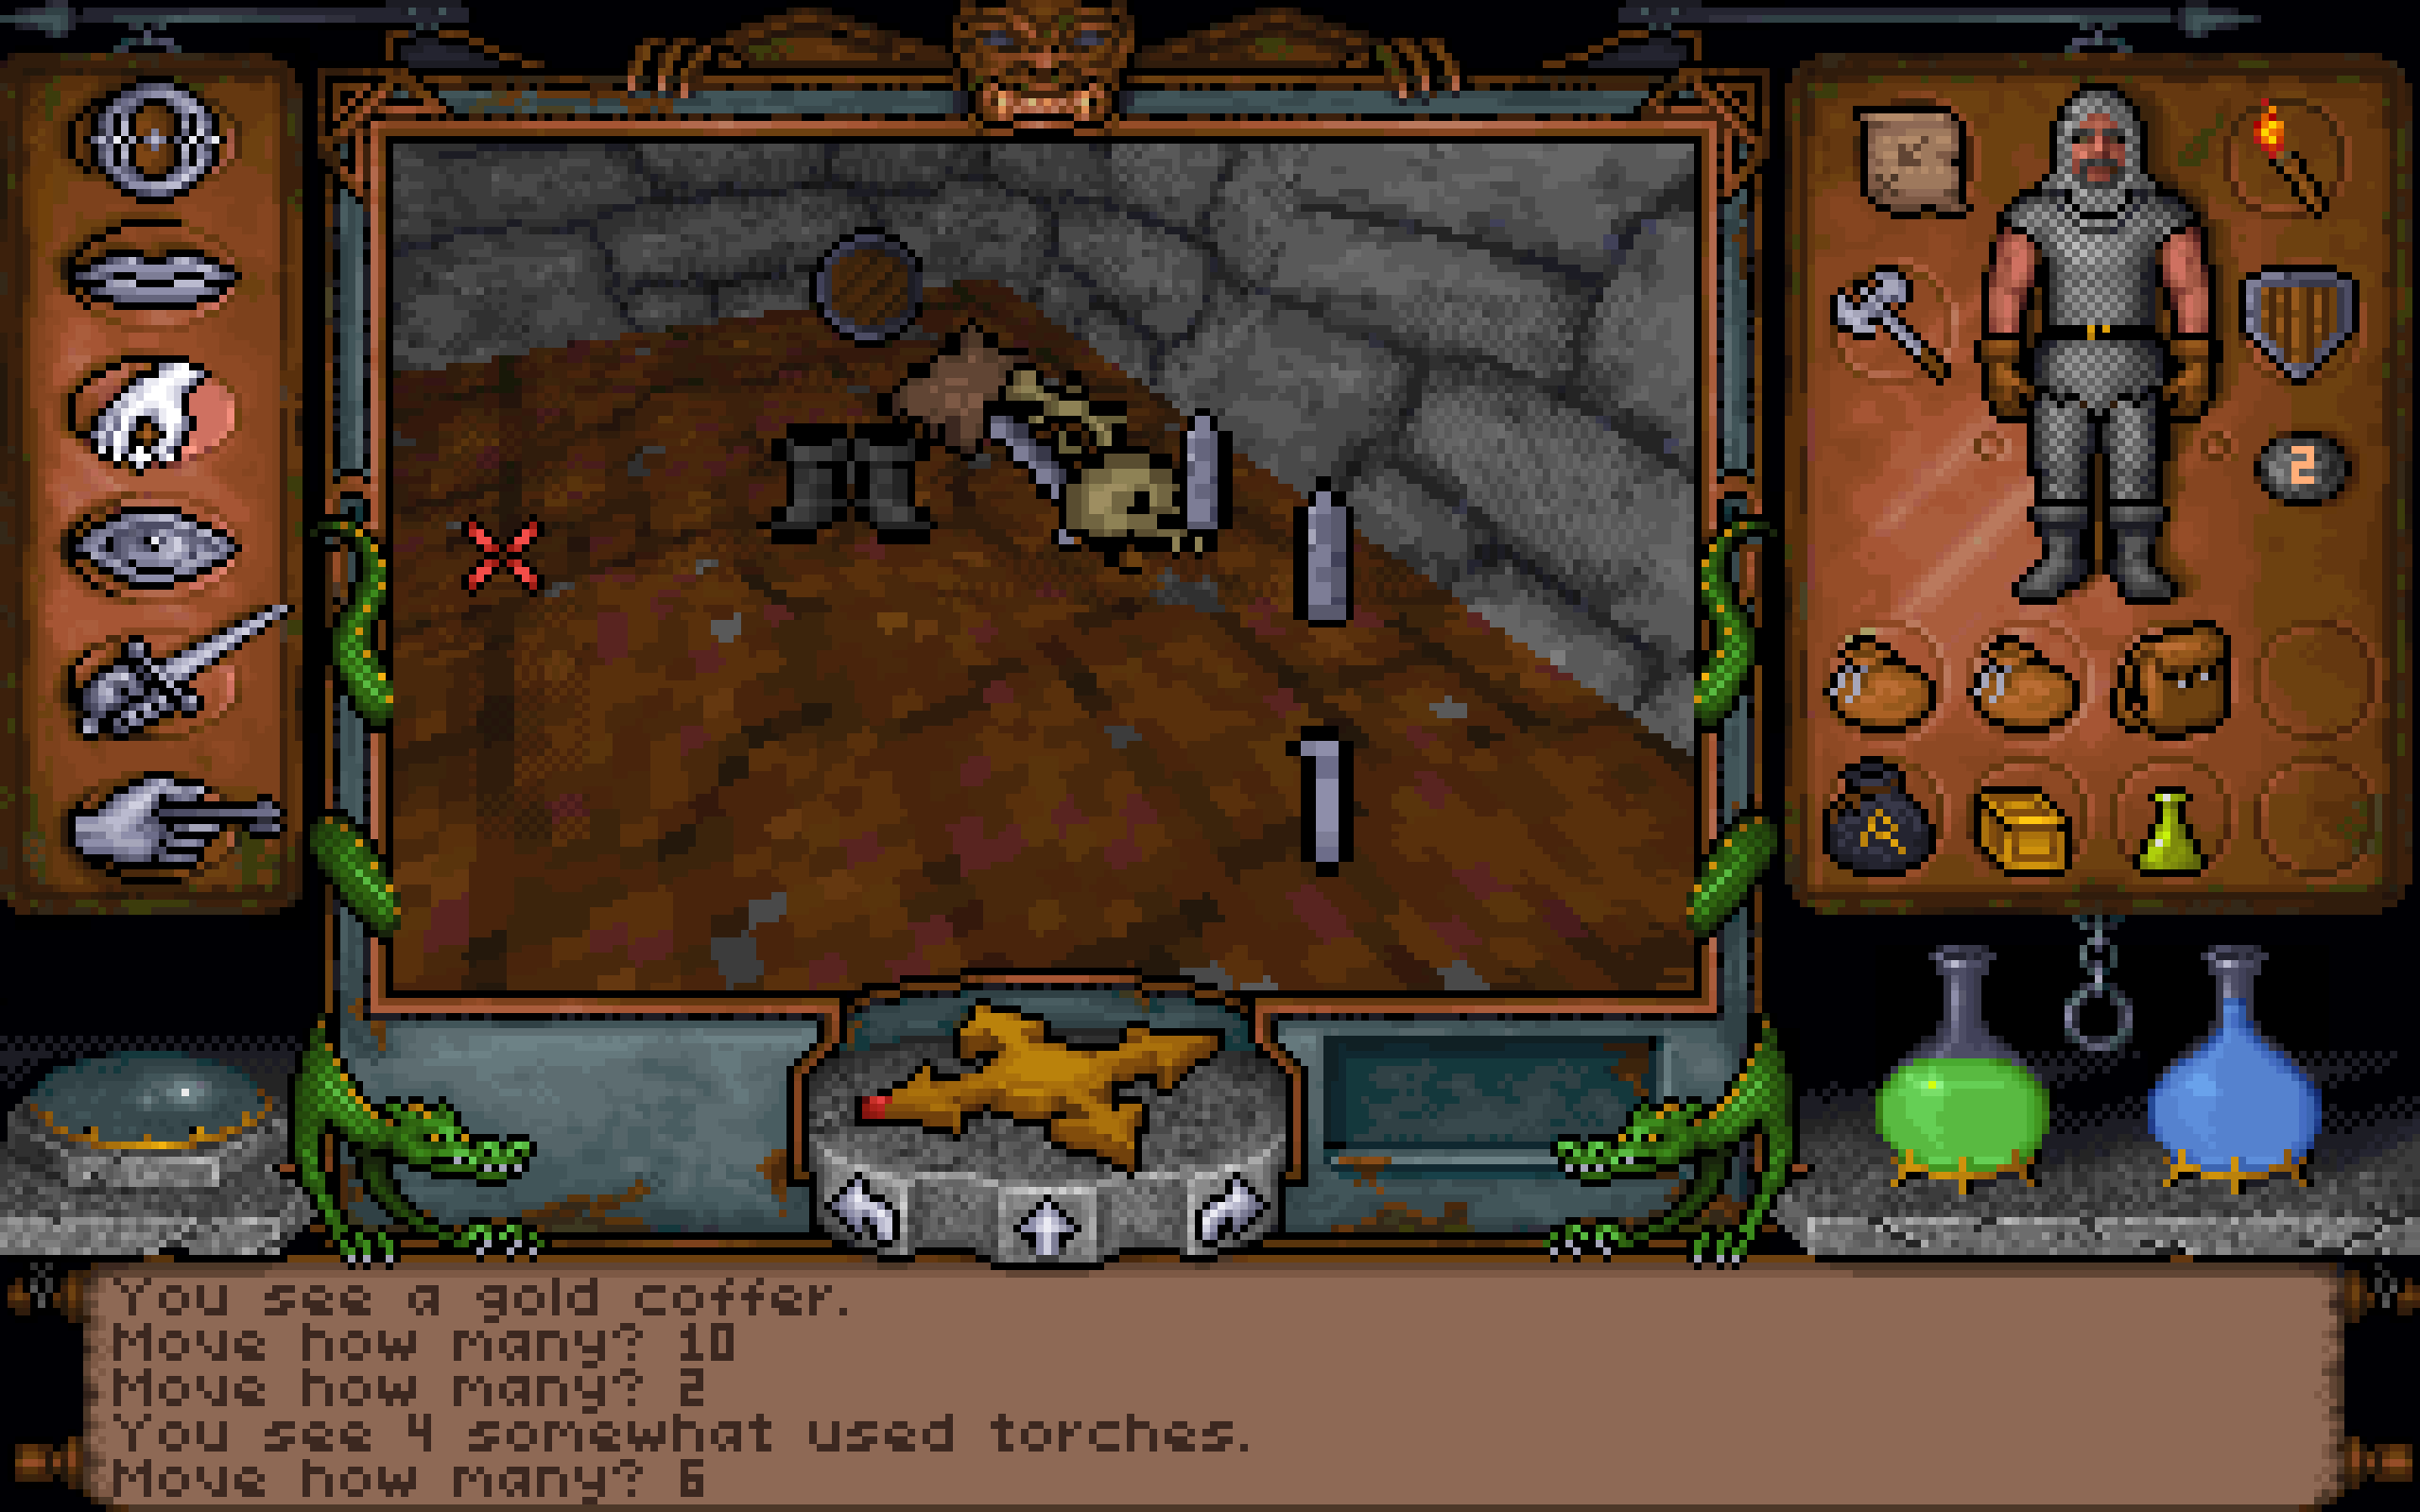 2
A
You see a gold coffer.
Move how many? 10
Move how many? 2
You see 4 somewhat used torches.
Move how many? 6